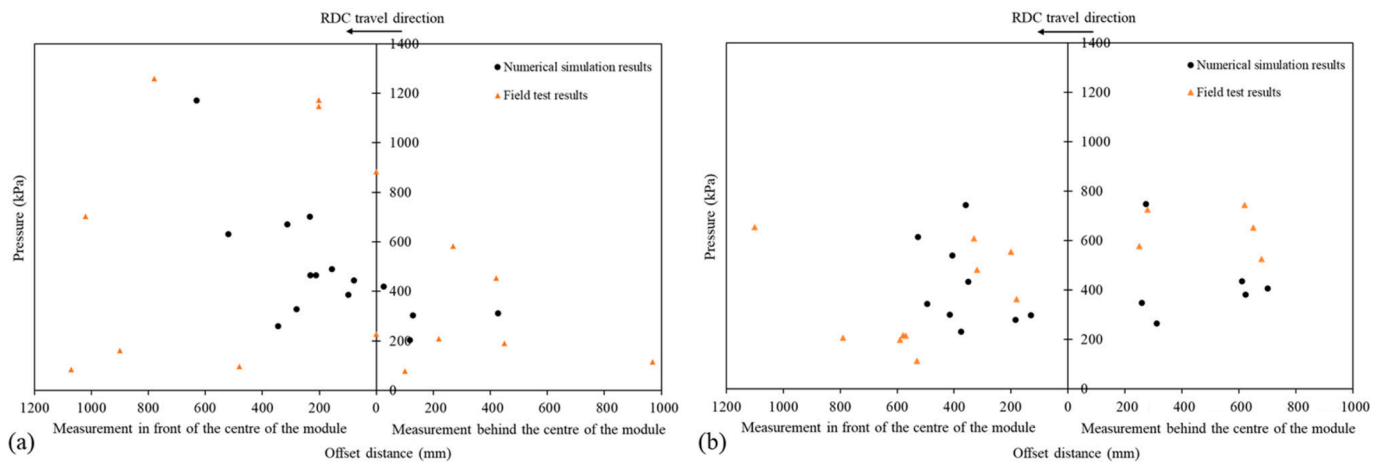 RDC travel direction
1400
Numerical simulation results
Field test results
1200
1000
800
600
400
200
0
Pressure (kPa)
1200 1000 800 600 400 200 0 200 400 600 800 1000
(a)
Measurement in front of the centre of the module Measurement behind the centre of the module
Offset distance (mm)
RDC travel direction
1400
Numerical simulation results
Field test results
1200
1000
800
600
400
200
0
Pressure (kPa)
1200 1000 800 600 400 200 0 200 400 600 800 1000
(b)
Measurement in front of the centre of the module Measurement behind the centre of the module
Offset distance (mm)